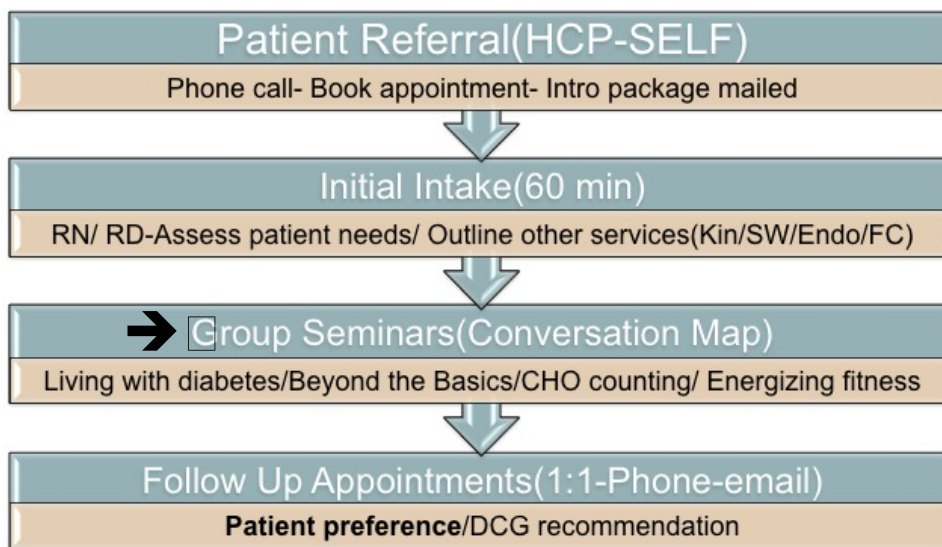 Patient Referral(HCP-SELF)
Phone call- Book appointment- Intro package mailed
Initial Intake(60 min)
RN/ RD-Assess patient needs/ Outline other services(Kin/SW/Endo/FC)
Group Seminars(Conversation Map)
Living with diabetes/Beyond the Basics/CHO counting/ Energizing fitness
Follow Up Appointments(1:1-Phone-email)
Patient preference/DCG recommendation